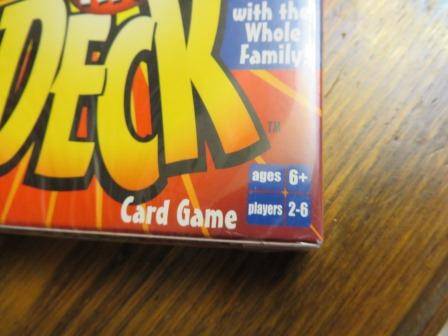 with the
Whole
Family!
DECK
TM
Card Game
ages 6+
players 2-6